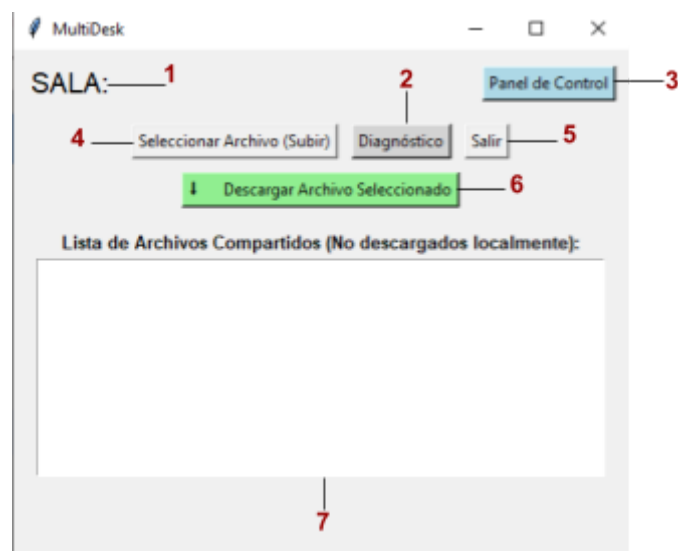 MultiDesk
SALA: 1
Panel de Control 3
2
4 Seleccionar Archivo (Subir) Diagnóstico Salir 5
⭳ Descargar Archivo Seleccionado 6
Lista de Archivos Compartidos (No descargados localmente):
7